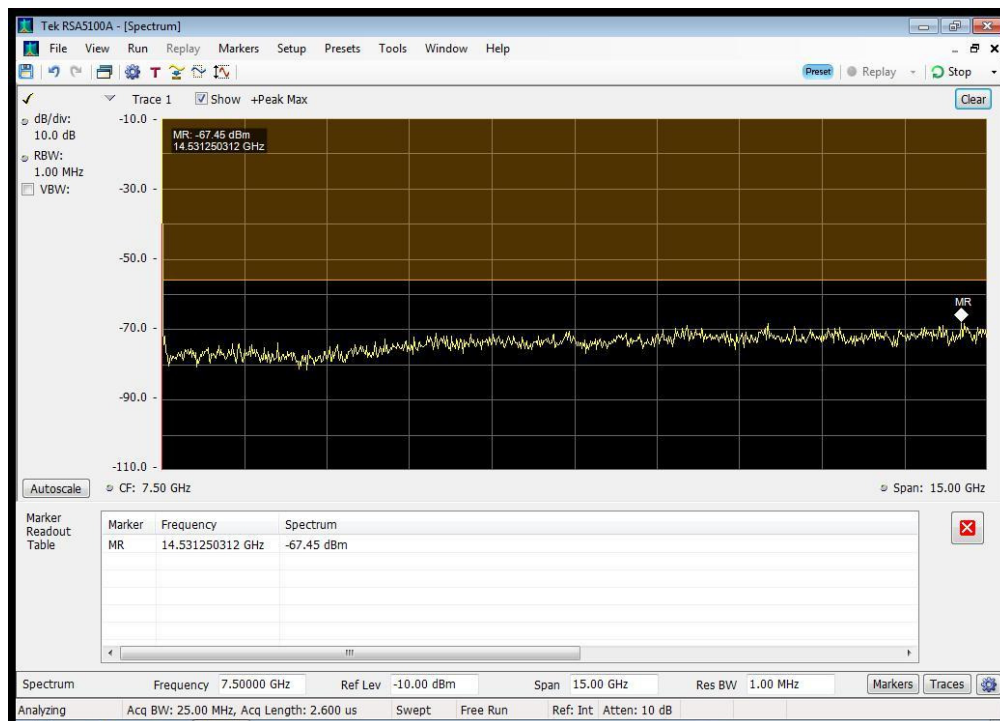 Tek RSA5100A - [Spectrum]
File View Run Replay Markers Setup Presets Tools Window Help
T Preset Replay Stop
Trace 1 Show +Peak Max Clear
dB/div:
10.0 dB
RBW:
1.00 MHz
VBW:
-10.0
-30.0
-50.0
-70.0
-90.0
-110.0
MR: -67.45 dBm
14.531250312 GHz
MR
Autoscale CF: 7.50 GHz Span: 15.00 GHz
Marker
Readout
Table
Marker Frequency Spectrum
MR 14.531250312 GHz -67.45 dBm
Spectrum Frequency 7.50000 GHz Ref Lev -10.00 dBm Span 15.00 GHz Res BW 1.00 MHz Markers Traces
Analyzing Acq BW: 25.00 MHz, Acq Length: 2.600 us Swept Free Run Ref: Int Atten: 10 dB